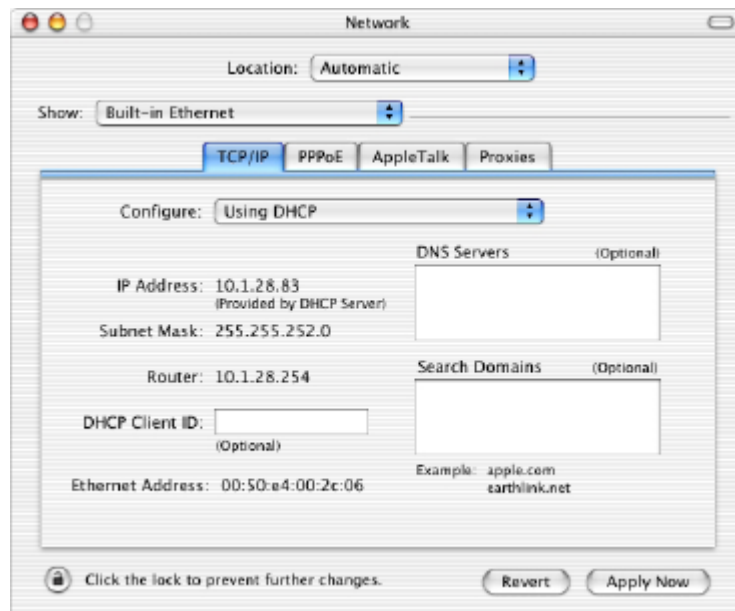 Network
Location: Automatic
Show: Built-in Ethernet
TCP/IP PPPoE AppleTalk Proxies
Configure: Using DHCP
DNS Servers (Optional)
IP Address: 10.1.28.83
(Provided by DHCP Server)
Subnet Mask: 255.255.252.0
Router: 10.1.28.254
Search Domains (Optional)
DHCP Client ID:
(Optional)
Example: apple.com
earthlink.net
Ethernet Address: 00:50:e4:00:2c:06
Click the lock to prevent further changes.
Revert Apply Now